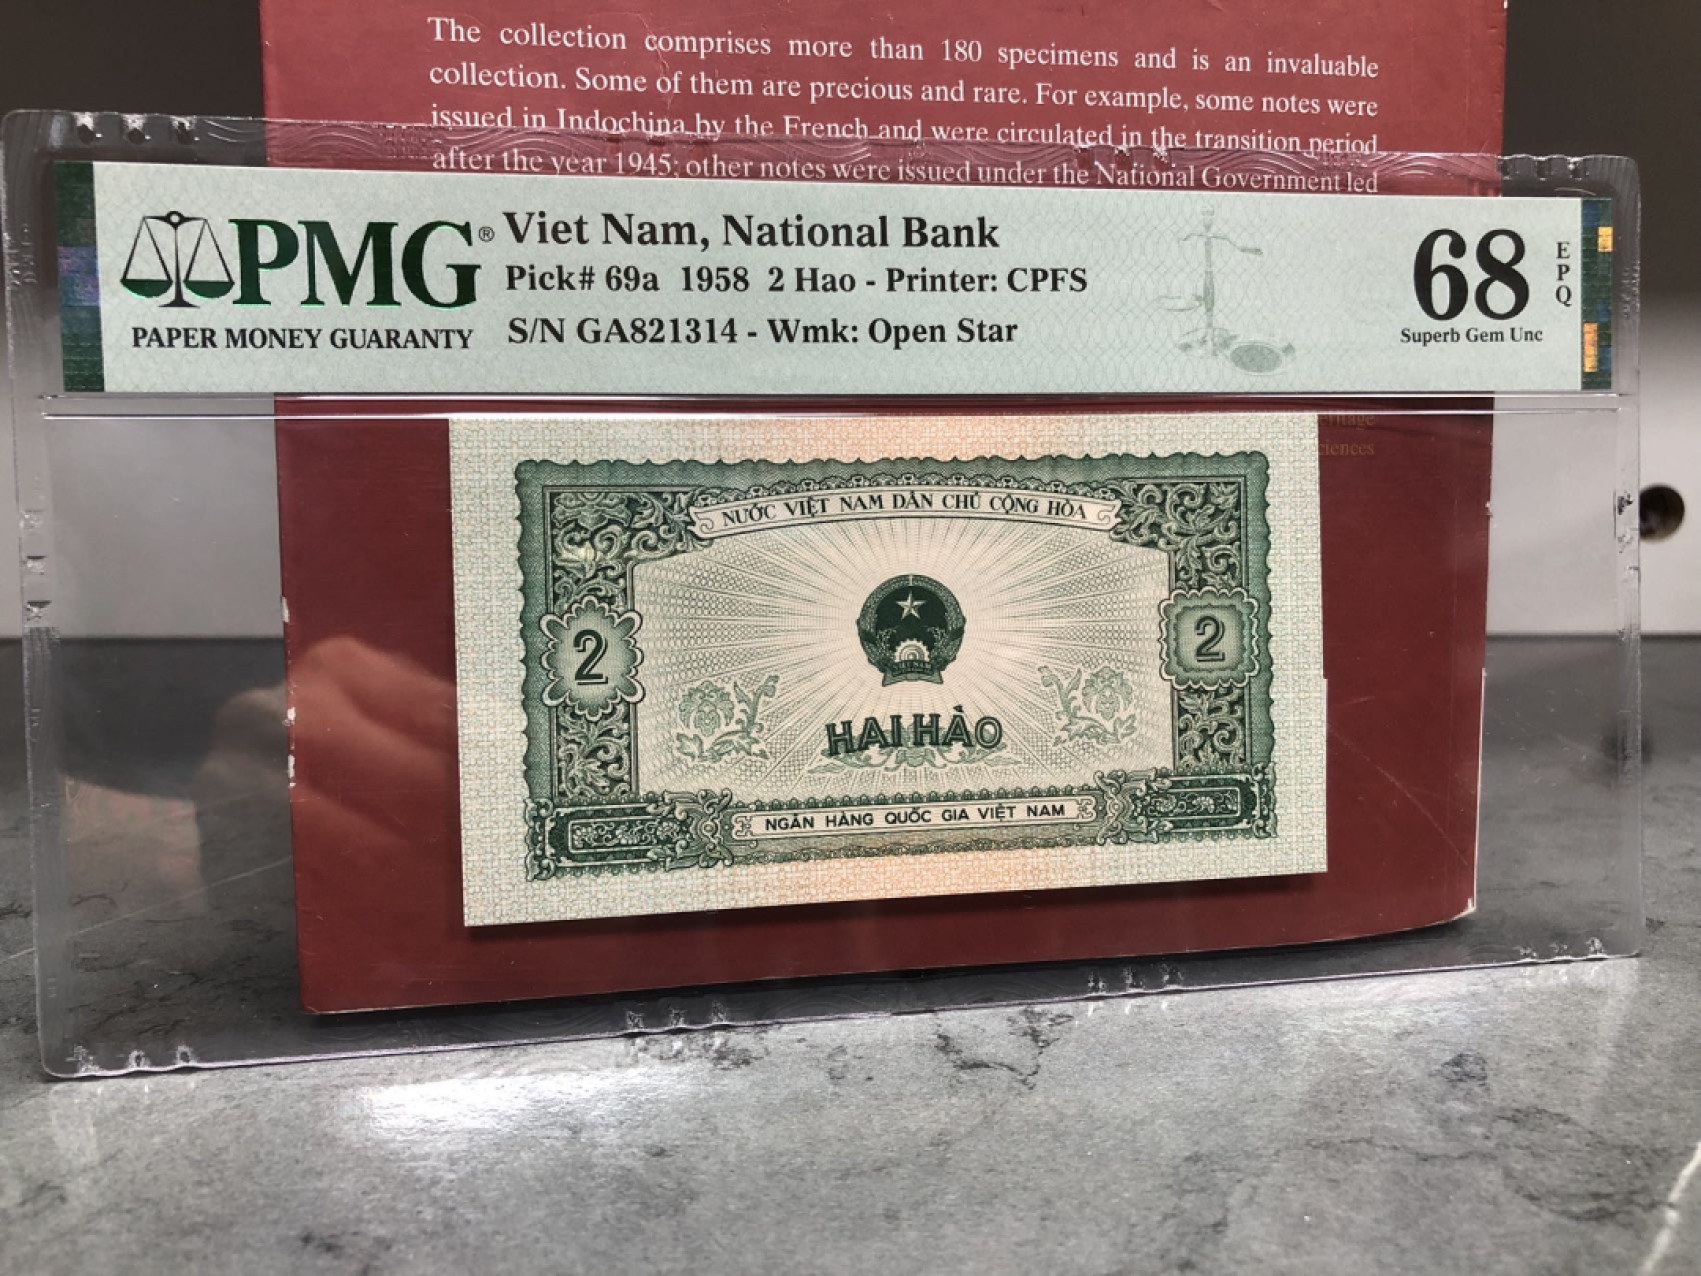 The collection comprises more than 180 specimens and is an invaluable
collection. Some of them are precious and rare. For example, some notes were
issued in Indochina by the French and were circulated in the transition period
after the year 1945; other notes were issued under the National Government led
PMG®
PAPER MONEY GUARANTY
Viet Nam, National Bank
Pick# 69a 1958 2 Hao - Printer: CPFS
S/N GA821314 - Wmk: Open Star
68
EPQ
Superb Gem Unc
NƯỚC VIỆT NAM DÂN CHỦ CỘNG HÒA
2
2
VIỆT NAM
HAI HÀO
NGÂN HÀNG QUỐC GIA VIỆT NAM